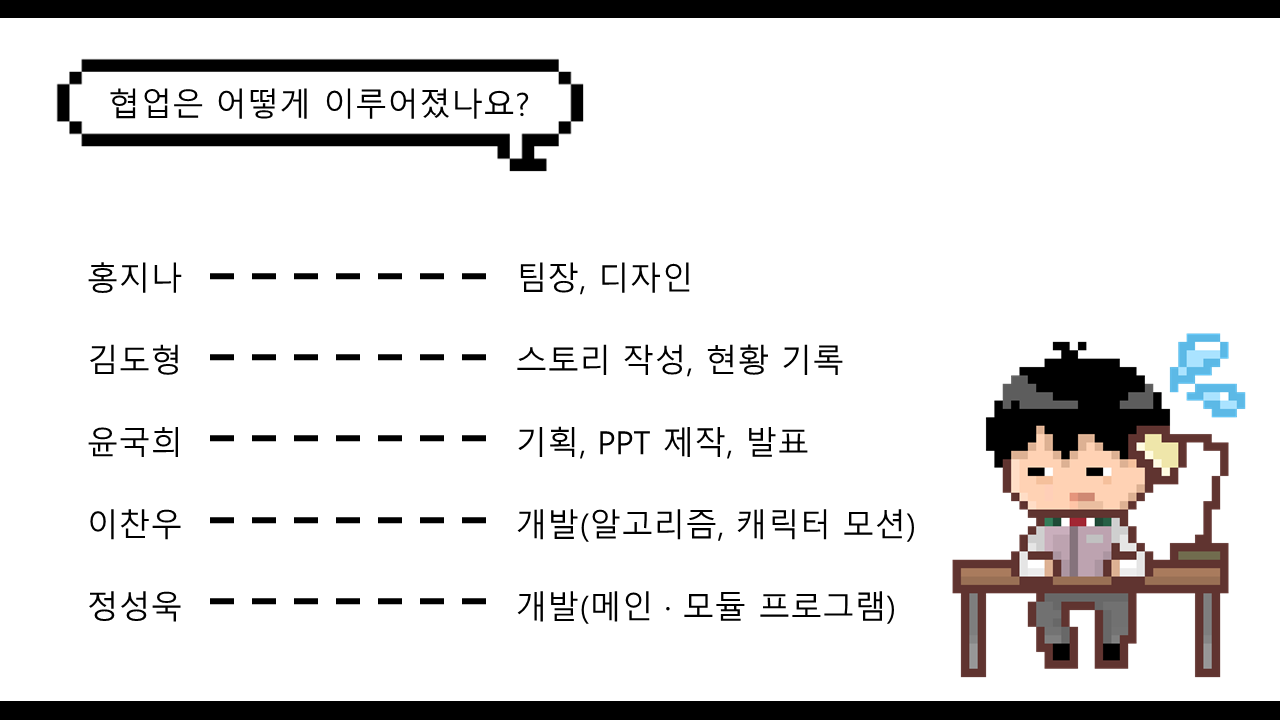 협업은 어떻게 이루어졌나요?
홍지나 팀장, 디자인
김도형 스토리 작성, 현황 기록
윤국희 기획, PPT 제작, 발표
이찬우 개발(알고리즘, 캐릭터 모션)
정성욱 개발(메인 · 모듈 프로그램)